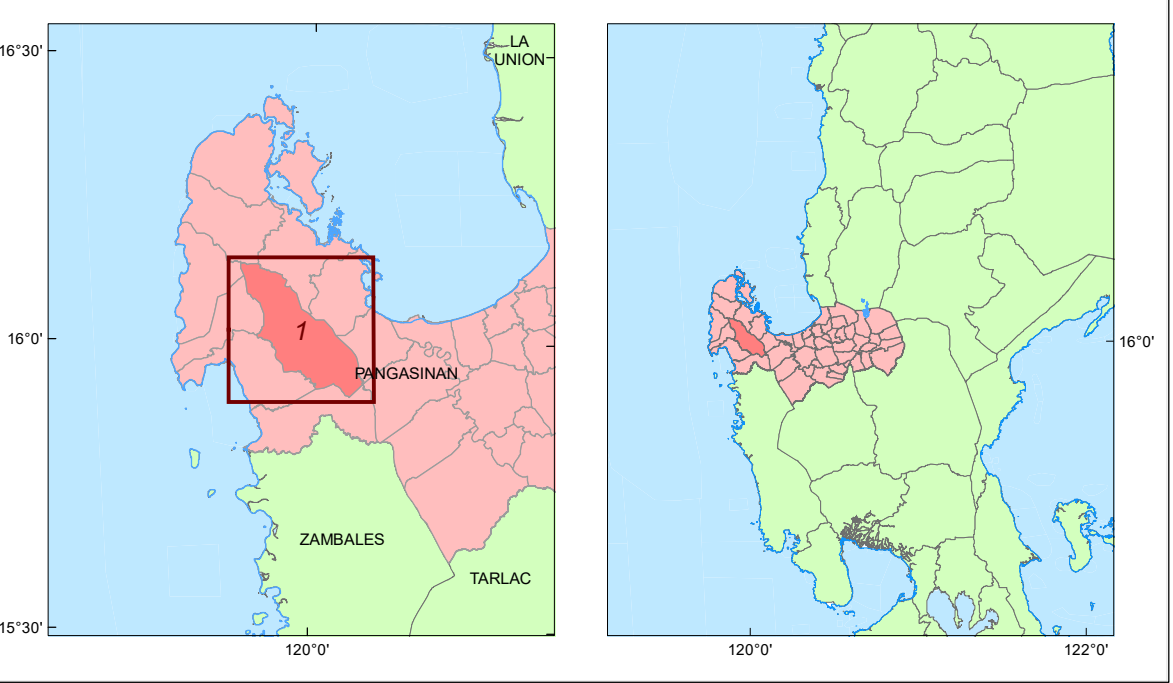 16°30'
LA
UNION
1
16°0'
PANGASINAN
16°0'
ZAMBALES
TARLAC
15°30'
120°0'
120°0'
122°0'